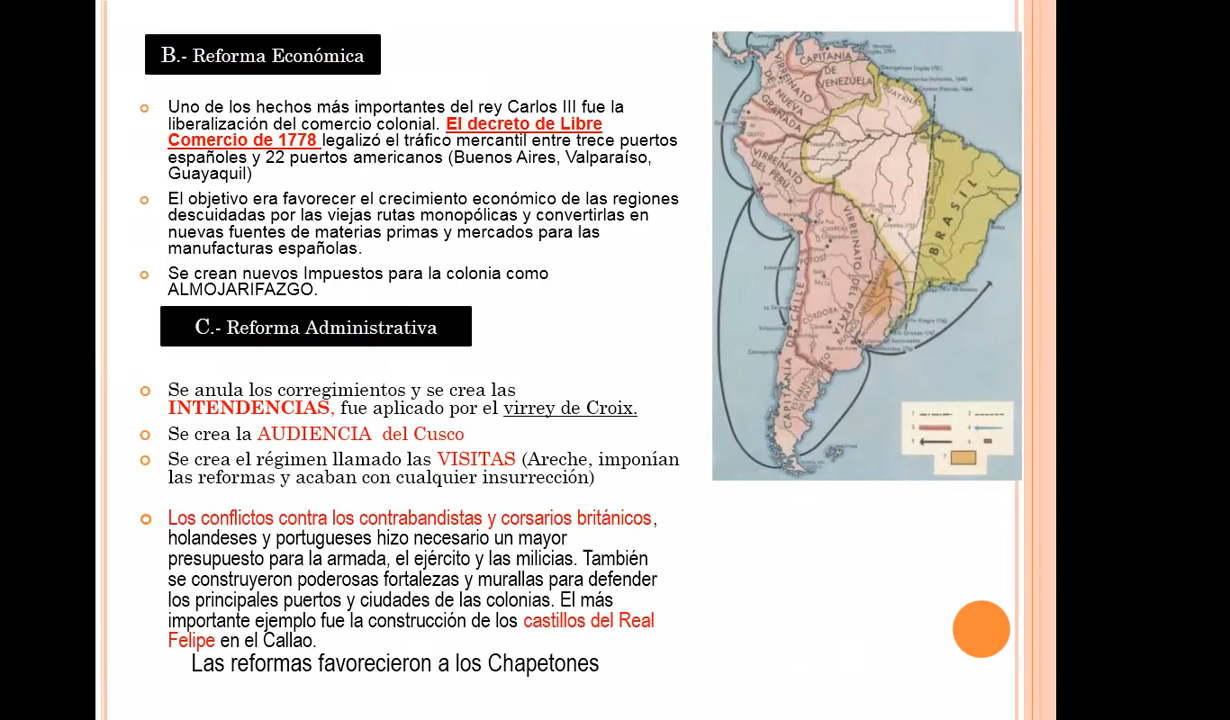 B.- Reforma Económica
Uno de los hechos más importantes del rey Carlos III fue la
liberalización del comercio colonial. El decreto de Libre
Comercio de 1778 legalizó el tráfico mercantil entre trece puertos
españoles y 22 puertos americanos (Buenos Aires, Valparaíso,
Guayaquil)
El objetivo era favorecer el crecimiento económico de las regiones
descuidadas por las viejas rutas monopólicas y convertirlas en
nuevas fuentes de materias primas y mercados para las
manufacturas españolas.
Se crean nuevos Impuestos para la colonia como
ALMOJARIFAZGO.
C.- Reforma Administrativa
Se anula los corregimientos y se crea las
INTENDENCIAS, fue aplicado por el virrey de Croix.
Se crea la AUDIENCIA del Cusco
Se crea el régimen llamado las VISITAS (Areche, imponían
las reformas y acaban con cualquier insurrección)
Los conflictos contra los contrabandistas y corsarios británicos,
holandeses y portugueses hizo necesario un mayor
presupuesto para la armada, el ejército y las milicias. También
se construyeron poderosas fortalezas y murallas para defender
los principales puertos y ciudades de las colonias. El más
importante ejemplo fue la construcción de los castillos del Real
Felipe en el Callao.
Las reformas favorecieron a los Chapetones
CAPITANÍA
DE
VENEZUELA
VIRREINATO
DE NUEVA
GRANADA
GUAYANA
QUITO
VIRREINATO
DEL PERÚ
BRASIL
CHARCAS
POTOSÍ
SALTA
VIRREINATO DEL PLATA
CÓRDOBA
BUENOS AIRES
CAPITANÍA DE CHILE